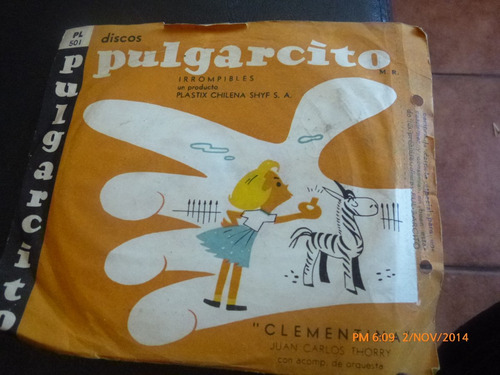 PL
501
discos
pulgarcito
M. R.
IRROMPIBLES
un producto
PLASTIX CHILENA SHYF S. A.
pulgarcito
"CLEMENTINA
JUAN CARLOS THORRY
con acomp. de orquesta
PM 6:09 2/NOV/2014